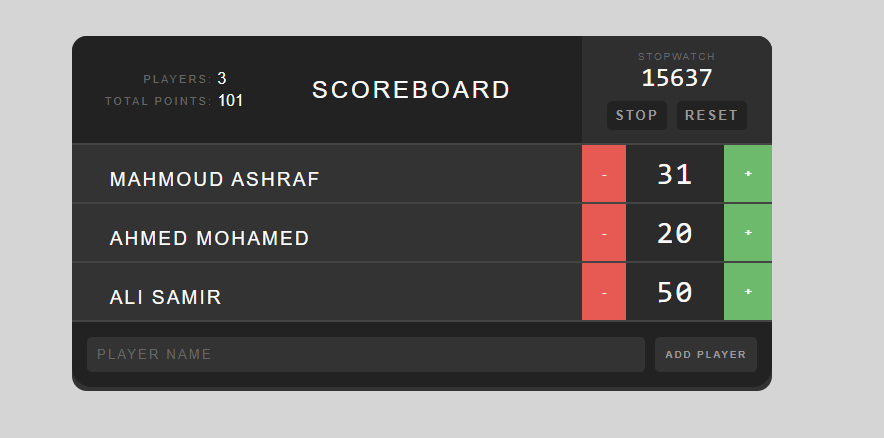 PLAYERS: 3
TOTAL POINTS: 101
SCOREBOARD
STOPWATCH
15637
STOP RESET
MAHMOUD ASHRAF - 31 +
AHMED MOHAMED - 20 +
ALI SAMIR - 50 +
PLAYER NAME ADD PLAYER